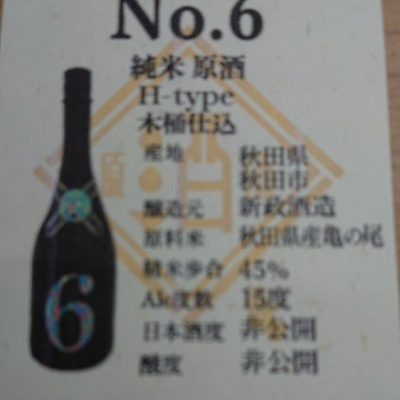 No.6
純米 原酒
H-type
木桶仕込
産地 秋田県
秋田市
醸造元 新政酒造
原料米 秋田県産亀の尾
精米歩合 45%
Alc度数 15度
日本酒度 非公開
酸度 非公開
6